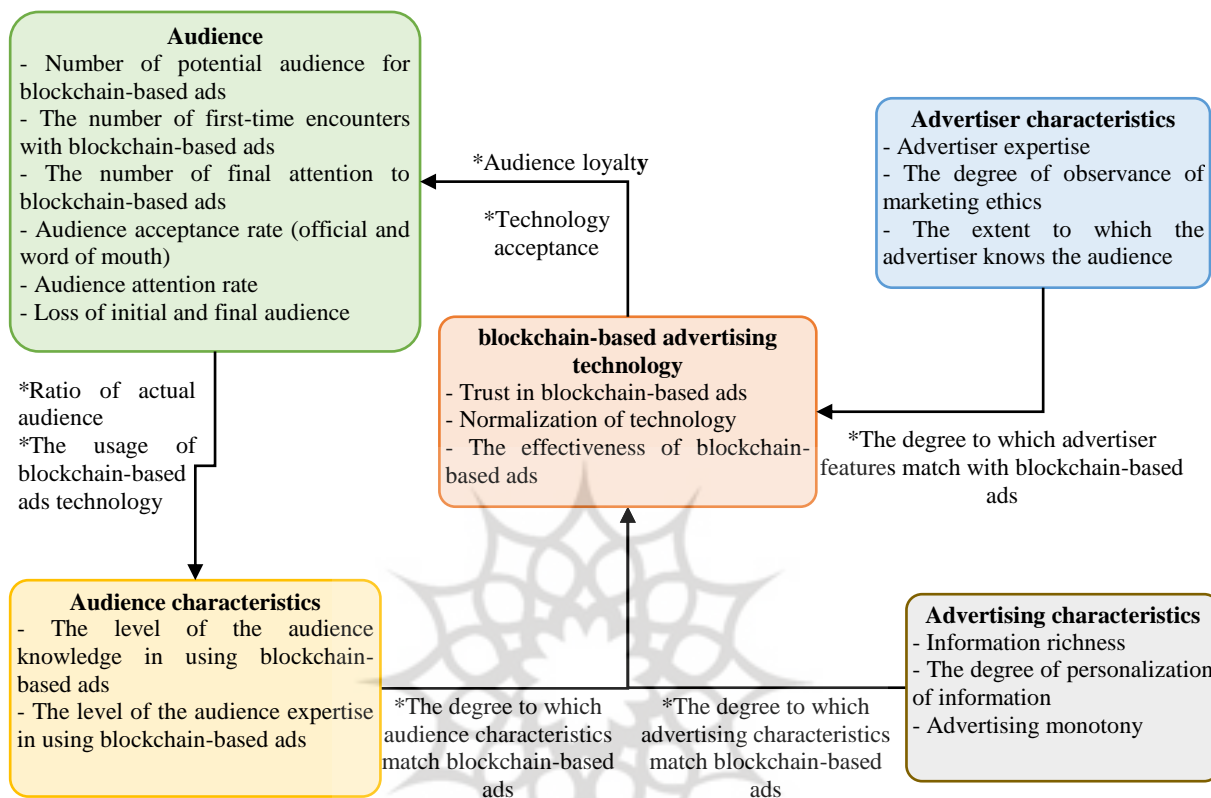 Audience
- Number of potential audience for
blockchain-based ads
- The number of first-time encounters
with blockchain-based ads
- The number of final attention to
blockchain-based ads
- Audience acceptance rate (official and
word of mouth)
- Audience attention rate
- Loss of initial and final audience
*Audience loyalty
*Technology
acceptance
Advertiser characteristics
- Advertiser expertise
- The degree of observance of
marketing ethics
- The extent to which the
advertiser knows the audience
blockchain-based advertising
technology
- Trust in blockchain-based ads
- Normalization of technology
- The effectiveness of blockchain-
based ads
*Ratio of actual
audience
*The usage of
blockchain-based
ads technology
*The degree to which advertiser
features match with blockchain-based
ads
Audience characteristics
- The level of the audience
knowledge in using blockchain-
based ads
- The level of the audience expertise
in using blockchain-based ads
*The degree to which
audience characteristics
match blockchain-based
ads
*The degree to which
advertising characteristics
match blockchain-based
ads
Advertising characteristics
- Information richness
- The degree of personalization
of information
- Advertising monotony